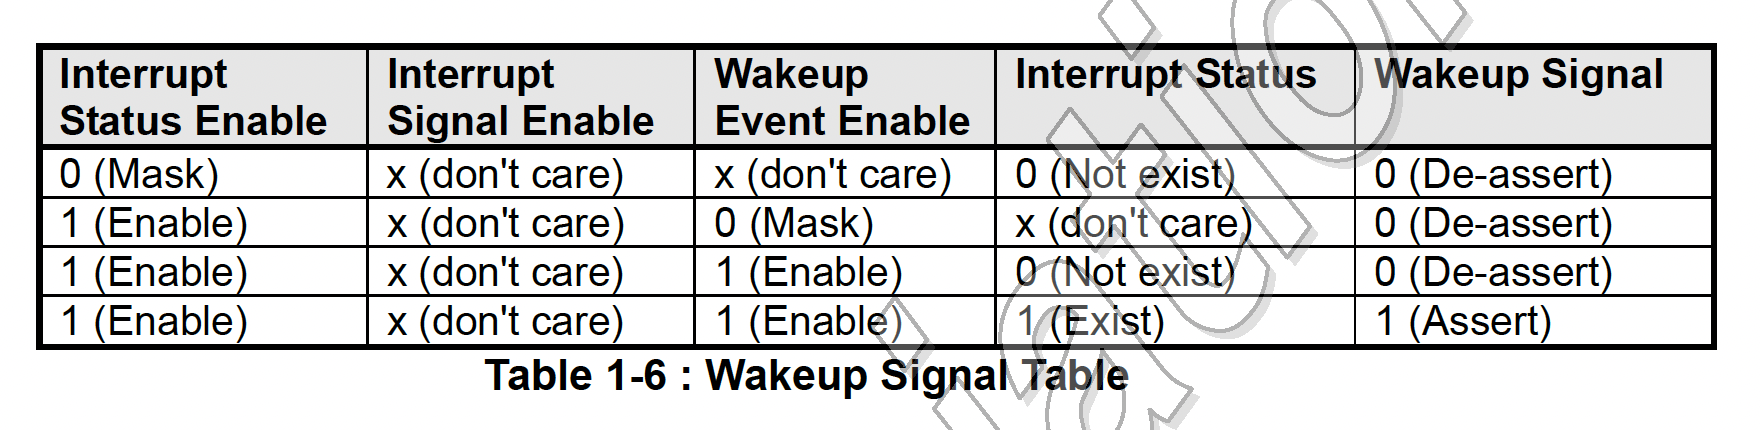 Interrupt Status Enable Interrupt Signal Enable Wakeup Event Enable Interrupt Status Wakeup Signal
0 (Mask) x (don't care) x (don't care) 0 (Not exist) 0 (De-assert)
1 (Enable) x (don't care) 0 (Mask) x (don't care) 0 (De-assert)
1 (Enable) x (don't care) 1 (Enable) 0 (Not exist) 0 (De-assert)
1 (Enable) x (don't care) 1 (Enable) 1 (Exist) 1 (Assert)
Table 1-6 : Wakeup Signal Table